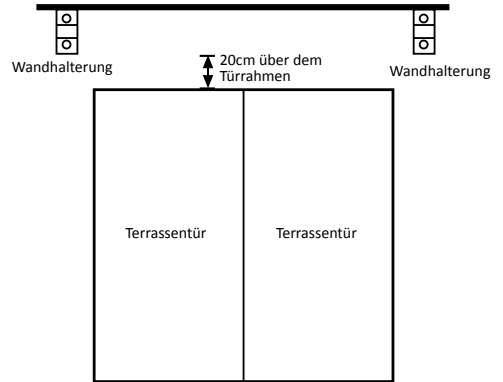 Wandhalterung
20cm über dem
Türrahmen
Wandhalterung
Terrassentür
Terrassentür